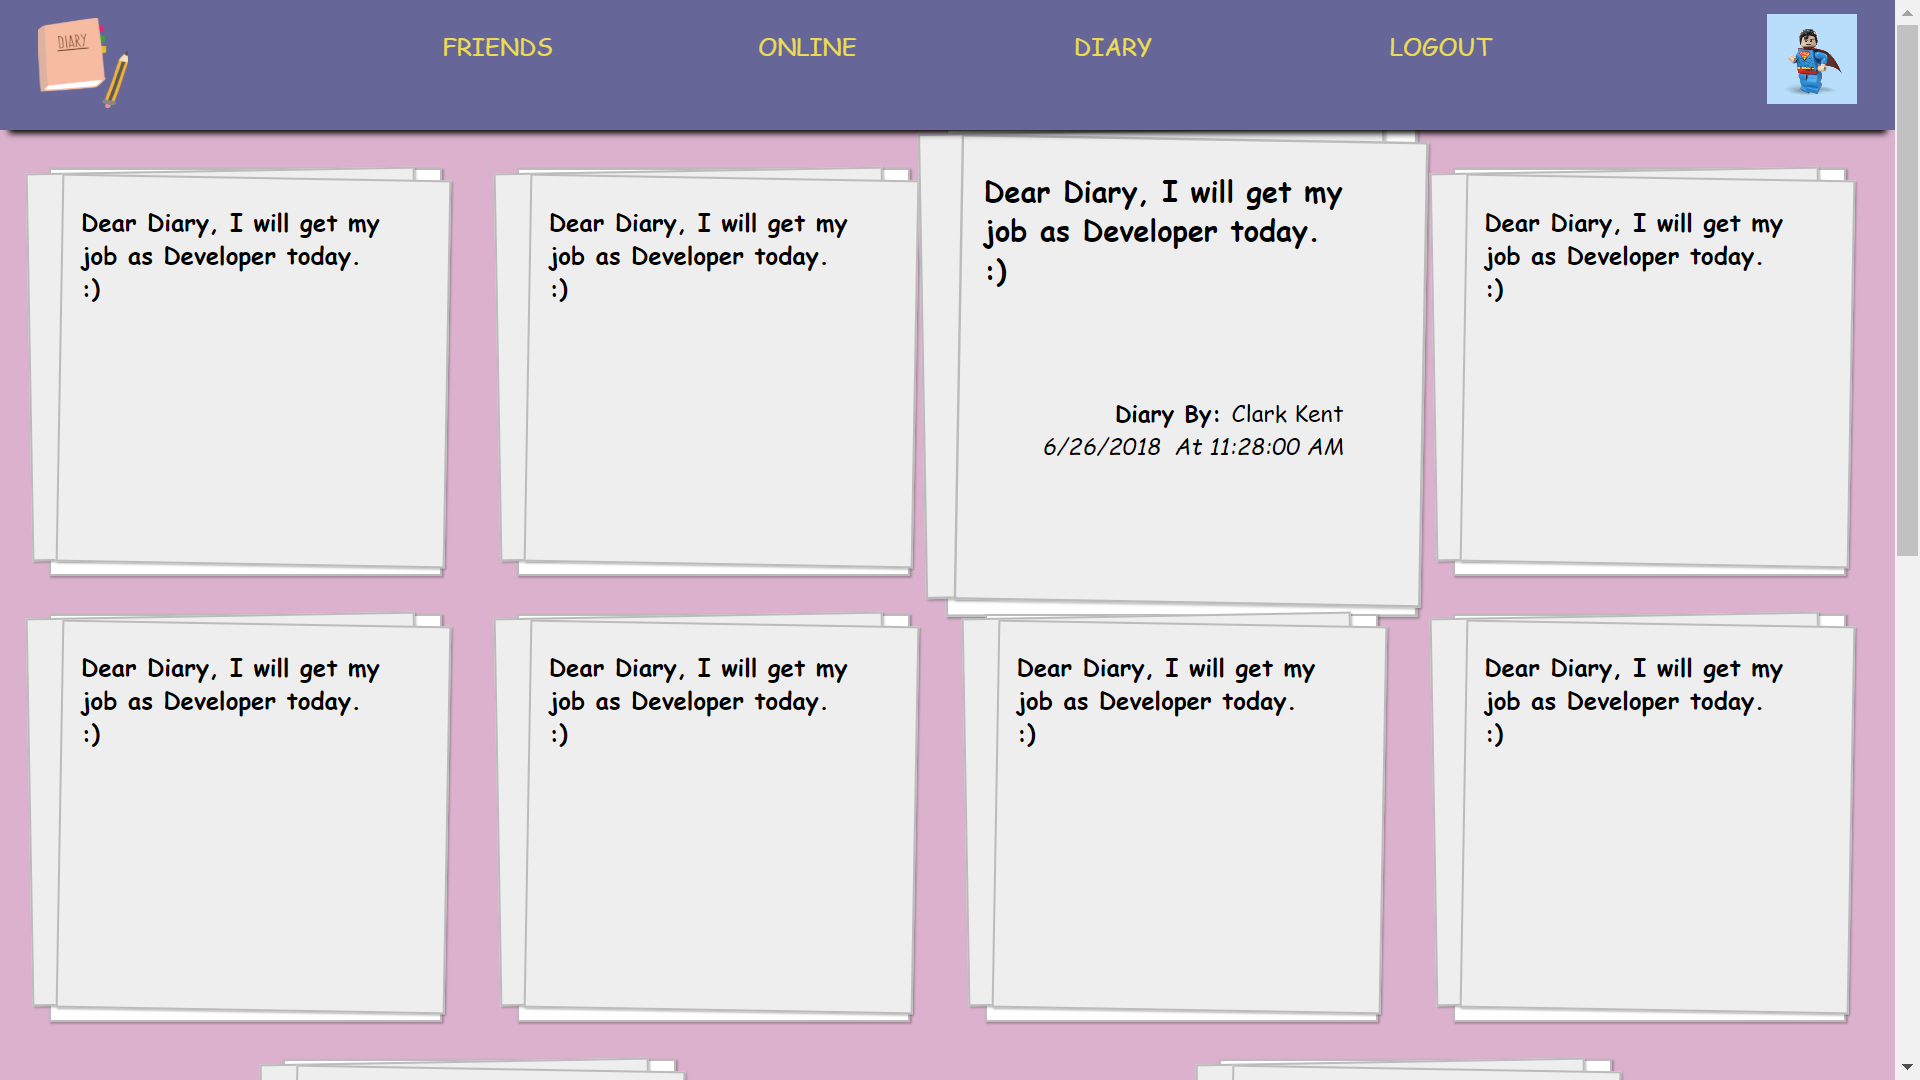 DIARY
FRIENDS ONLINE DIARY LOGOUT
Dear Diary, I will get my
job as Developer today.
:)
Dear Diary, I will get my
job as Developer today.
:)
Dear Diary, I will get my
job as Developer today.
:)
Diary By: Clark Kent
6/26/2018 At 11:28:00 AM
Dear Diary, I will get my
job as Developer today.
:)
Dear Diary, I will get my
job as Developer today.
:)
Dear Diary, I will get my
job as Developer today.
:)
Dear Diary, I will get my
job as Developer today.
:)
Dear Diary, I will get my
job as Developer today.
:)